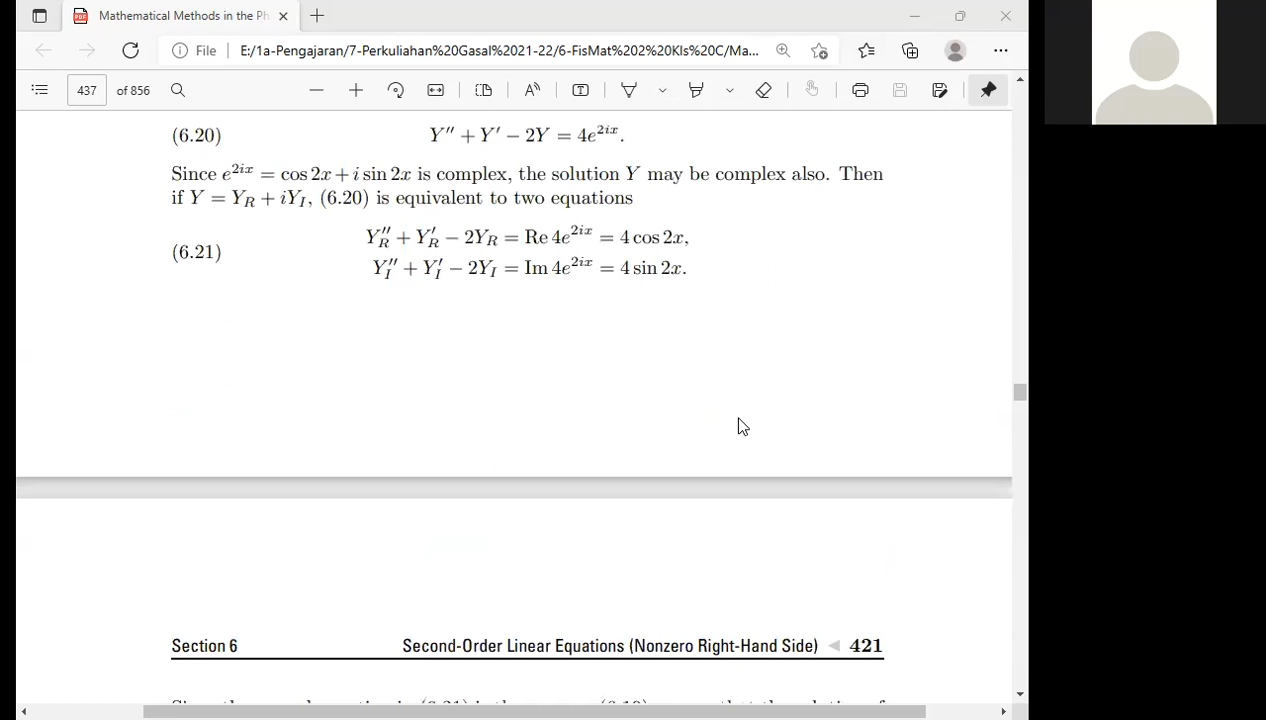 Mathematical Methods in the Ph
File E:/1a-Pengajaran/7-Perkuliahan%20Gasal%202021-22/6-FisMat%202%20Kls%20C/Ma...
437 of 856
(6.20) Y′′ + Y′ − 2Y = 4e^{2ix}.
Since e^{2ix} = cos 2x + i sin 2x is complex, the solution Y may be complex also. Then
if Y = Y_R + iY_I, (6.20) is equivalent to two equations
Y_R′′ + Y_R′ − 2Y_R = Re 4e^{2ix} = 4 cos 2x,
(6.21)
Y_I′′ + Y_I′ − 2Y_I = Im 4e^{2ix} = 4 sin 2x.
Section 6 Second-Order Linear Equations (Nonzero Right-Hand Side) ◀ 421